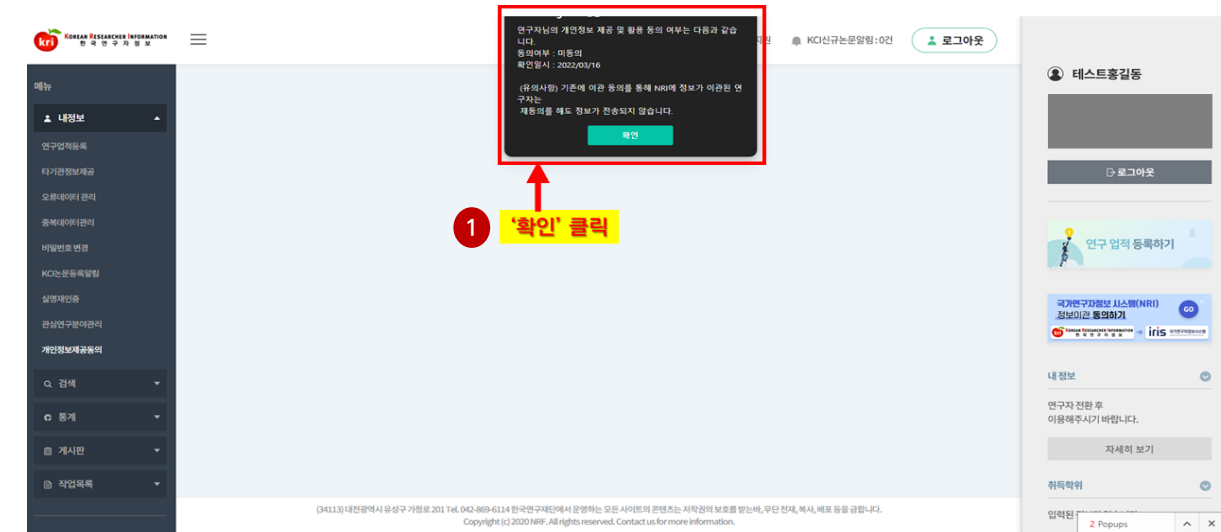 kri KOREAN RESEARCHER INFORMATION
한국연구자정보
연구자님의 개인정보 제공 및 활용 동의 여부는 다음과 같습
니다.
동의여부 : 미동의
확인일시 : 2022/03/16
(유의사항) 기존에 이관 동의를 통해 NRI에 정보가 이관된 연
구자는
재동의를 해도 정보가 전송되지 않습니다.
확인
KCI신규논문알림:0건
로그아웃
메뉴
내정보
연구업적등록
타기관정보제공
오류데이터 관리
중복데이터관리
비밀번호 변경
KCI논문등록알림
실명재인증
관심연구분야관리
개인정보제공동의
검색
통계
게시판
작업목록
1 '확인' 클릭
테스트홍길동
로그아웃
연구 업적 등록하기
국가연구자정보 시스템(NRI)
정보이관 동의하기
GO
kri KOREAN RESEARCHER INFORMATION
한국연구자정보
iris
내 정보
연구자 전환 후
이용해주시기 바랍니다.
자세히 보기
취득학위
입력된
2 Popups
(34113) 대전광역시 유성구 가정로 201 Tel. 042-869-6114 한국연구재단에서 운영하는 모든 사이트의 콘텐츠는 저작권의 보호를 받는바, 무단 전재, 복사, 배포 등을 금합니다.
Copyright (c) 2020 NRF. All rights reserved. Contact us for more information.